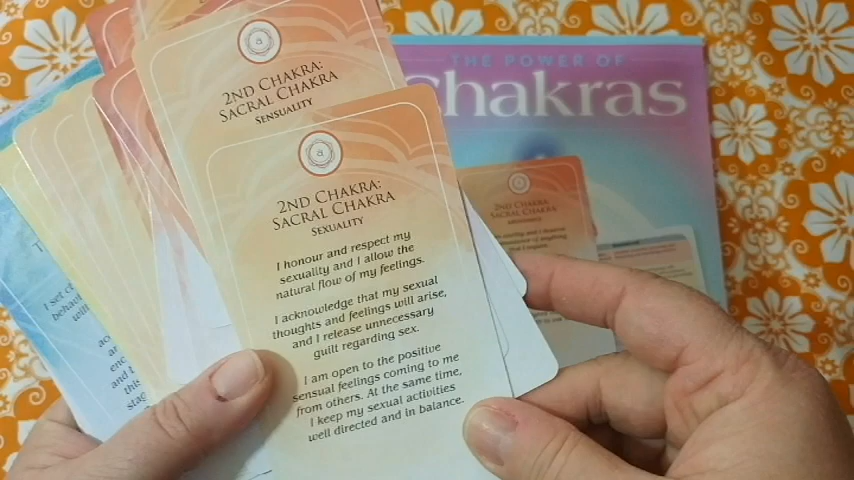 THE POWER OF
Chakras
2ND CHAKRA:
SACRAL CHAKRA
SENSUALITY
2ND CHAKRA:
SACRAL CHAKRA
SEXUALITY
I honour and respect my
sexuality and I allow the
natural flow of my feelings.
I acknowledge that my sexual
thoughts and feelings will arise,
and I release unnecessary
guilt regarding sex.
I am open to the positive
sensual feelings coming to me
from others. At the same time,
I keep my sexual activities
well directed and in balance.
2ND CHAKRA:
SACRAL CHAKRA
I set